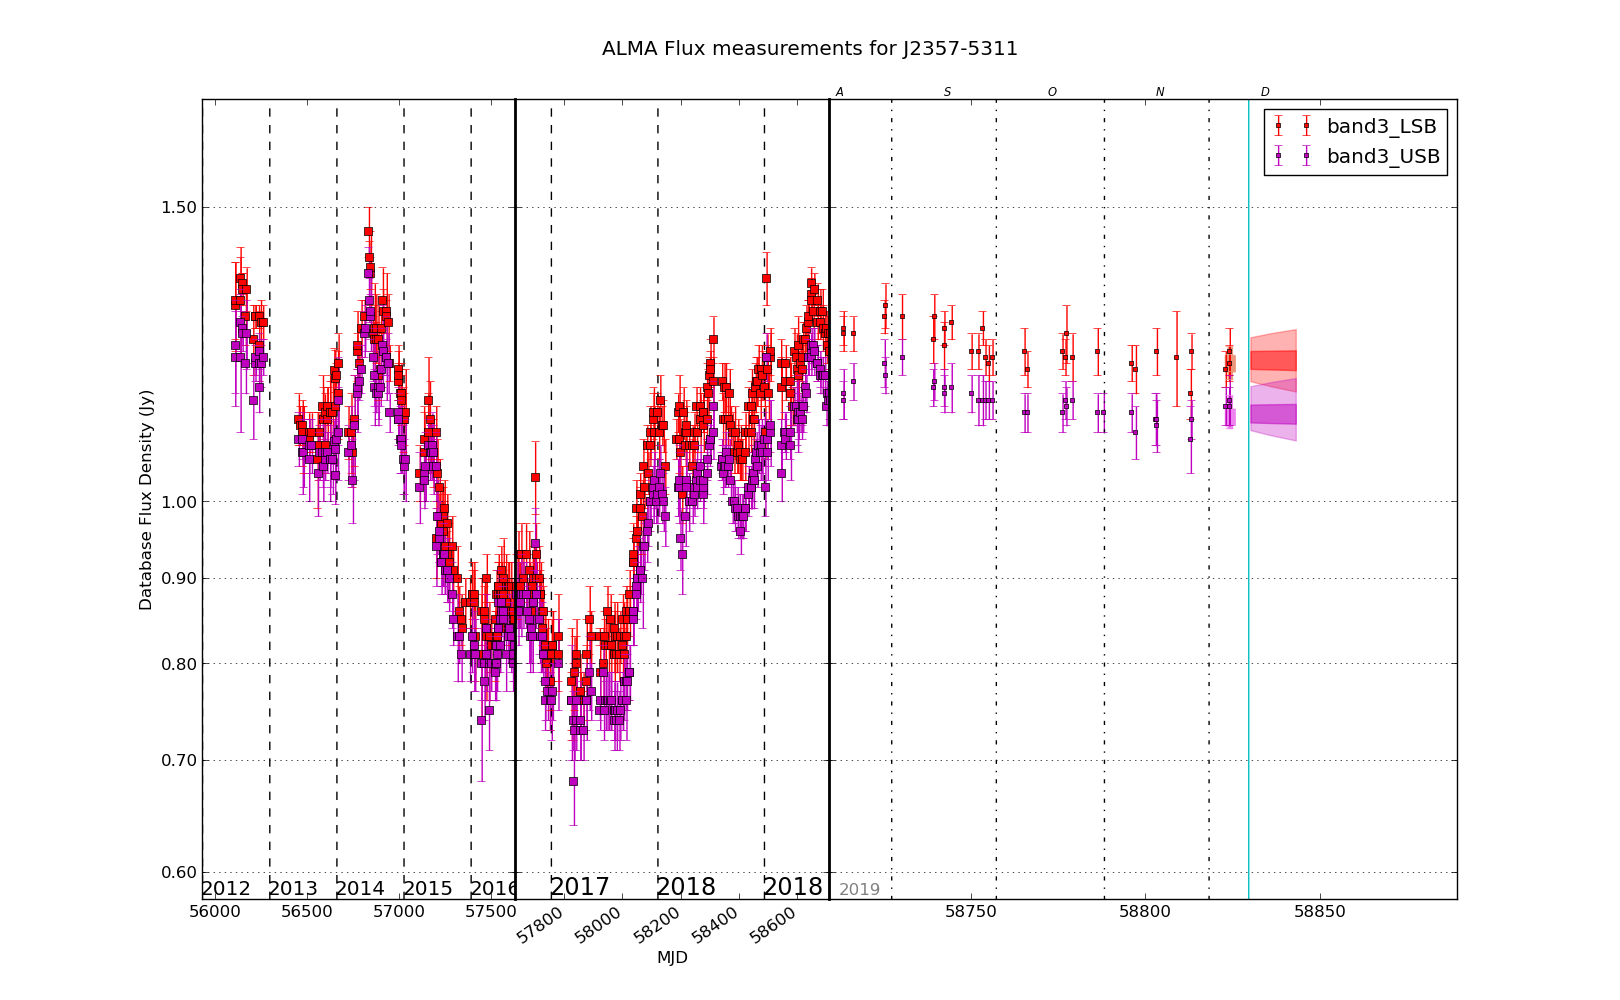 ALMA Flux measurements for J2357-5311
A S O N D
band3_LSB
band3_USB
1.50
1.00
0.90
0.80
0.70
0.60
Database Flux Density (Jy)
2012 2013 2014 2015 2016 2017 2018 2018 2019
56000 56500 57000 57500 57800 58000 58200 58400 58600 58750 58800 58850
MJD